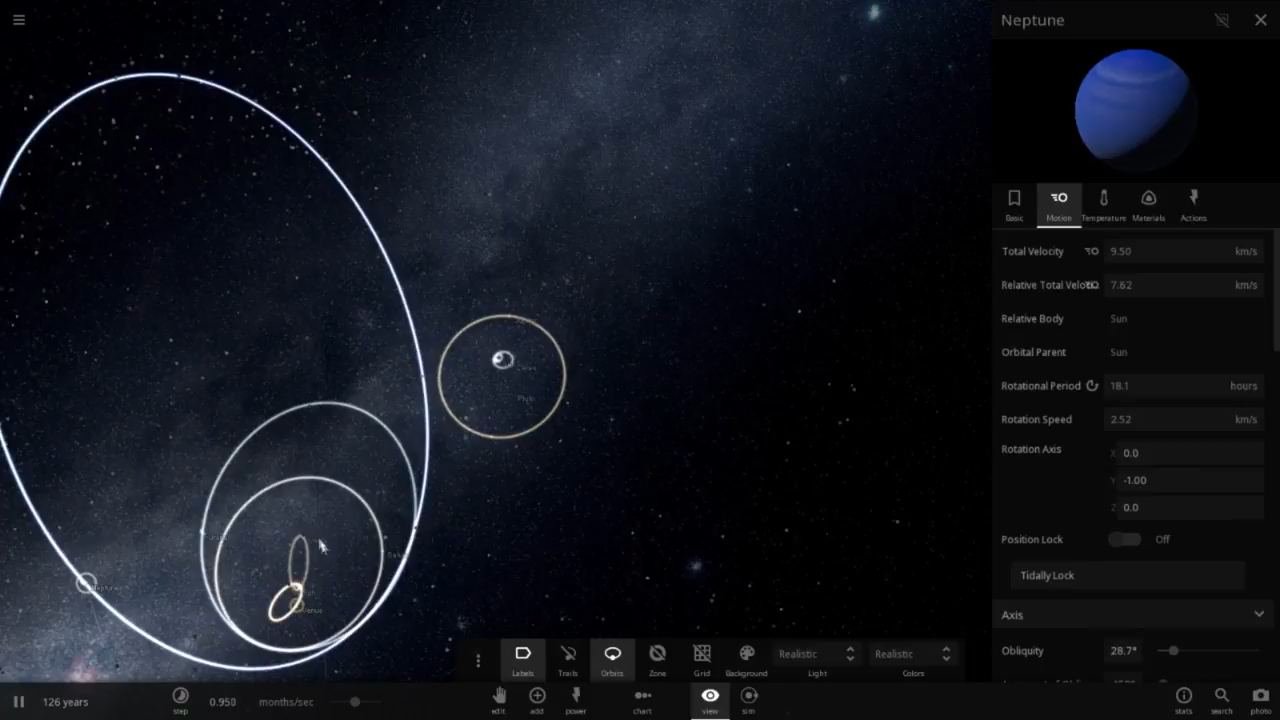 Neptune
Basic
Motion
Temperature
Materials
Actions
Total Velocity 9.50 km/s
Relative Total Velo 7.62 km/s
Relative Body Sun
Orbital Parent Sun
Rotational Period 18.1 hours
Rotation Speed 2.52 km/s
Rotation Axis X 0.0
Y -1.00
Z 0.0
Position Lock Off
Tidally Lock
Axis
Obliquity 28.7°
Ceres
Pluto
Neptune
Venus
Labels
Trails
Orbits
Zone
Grid
Background
Realistic
Light
Realistic
Colors
126 years
step
0.950 months/sec
edit
add
power
chart
view
sim
stats
search
photo